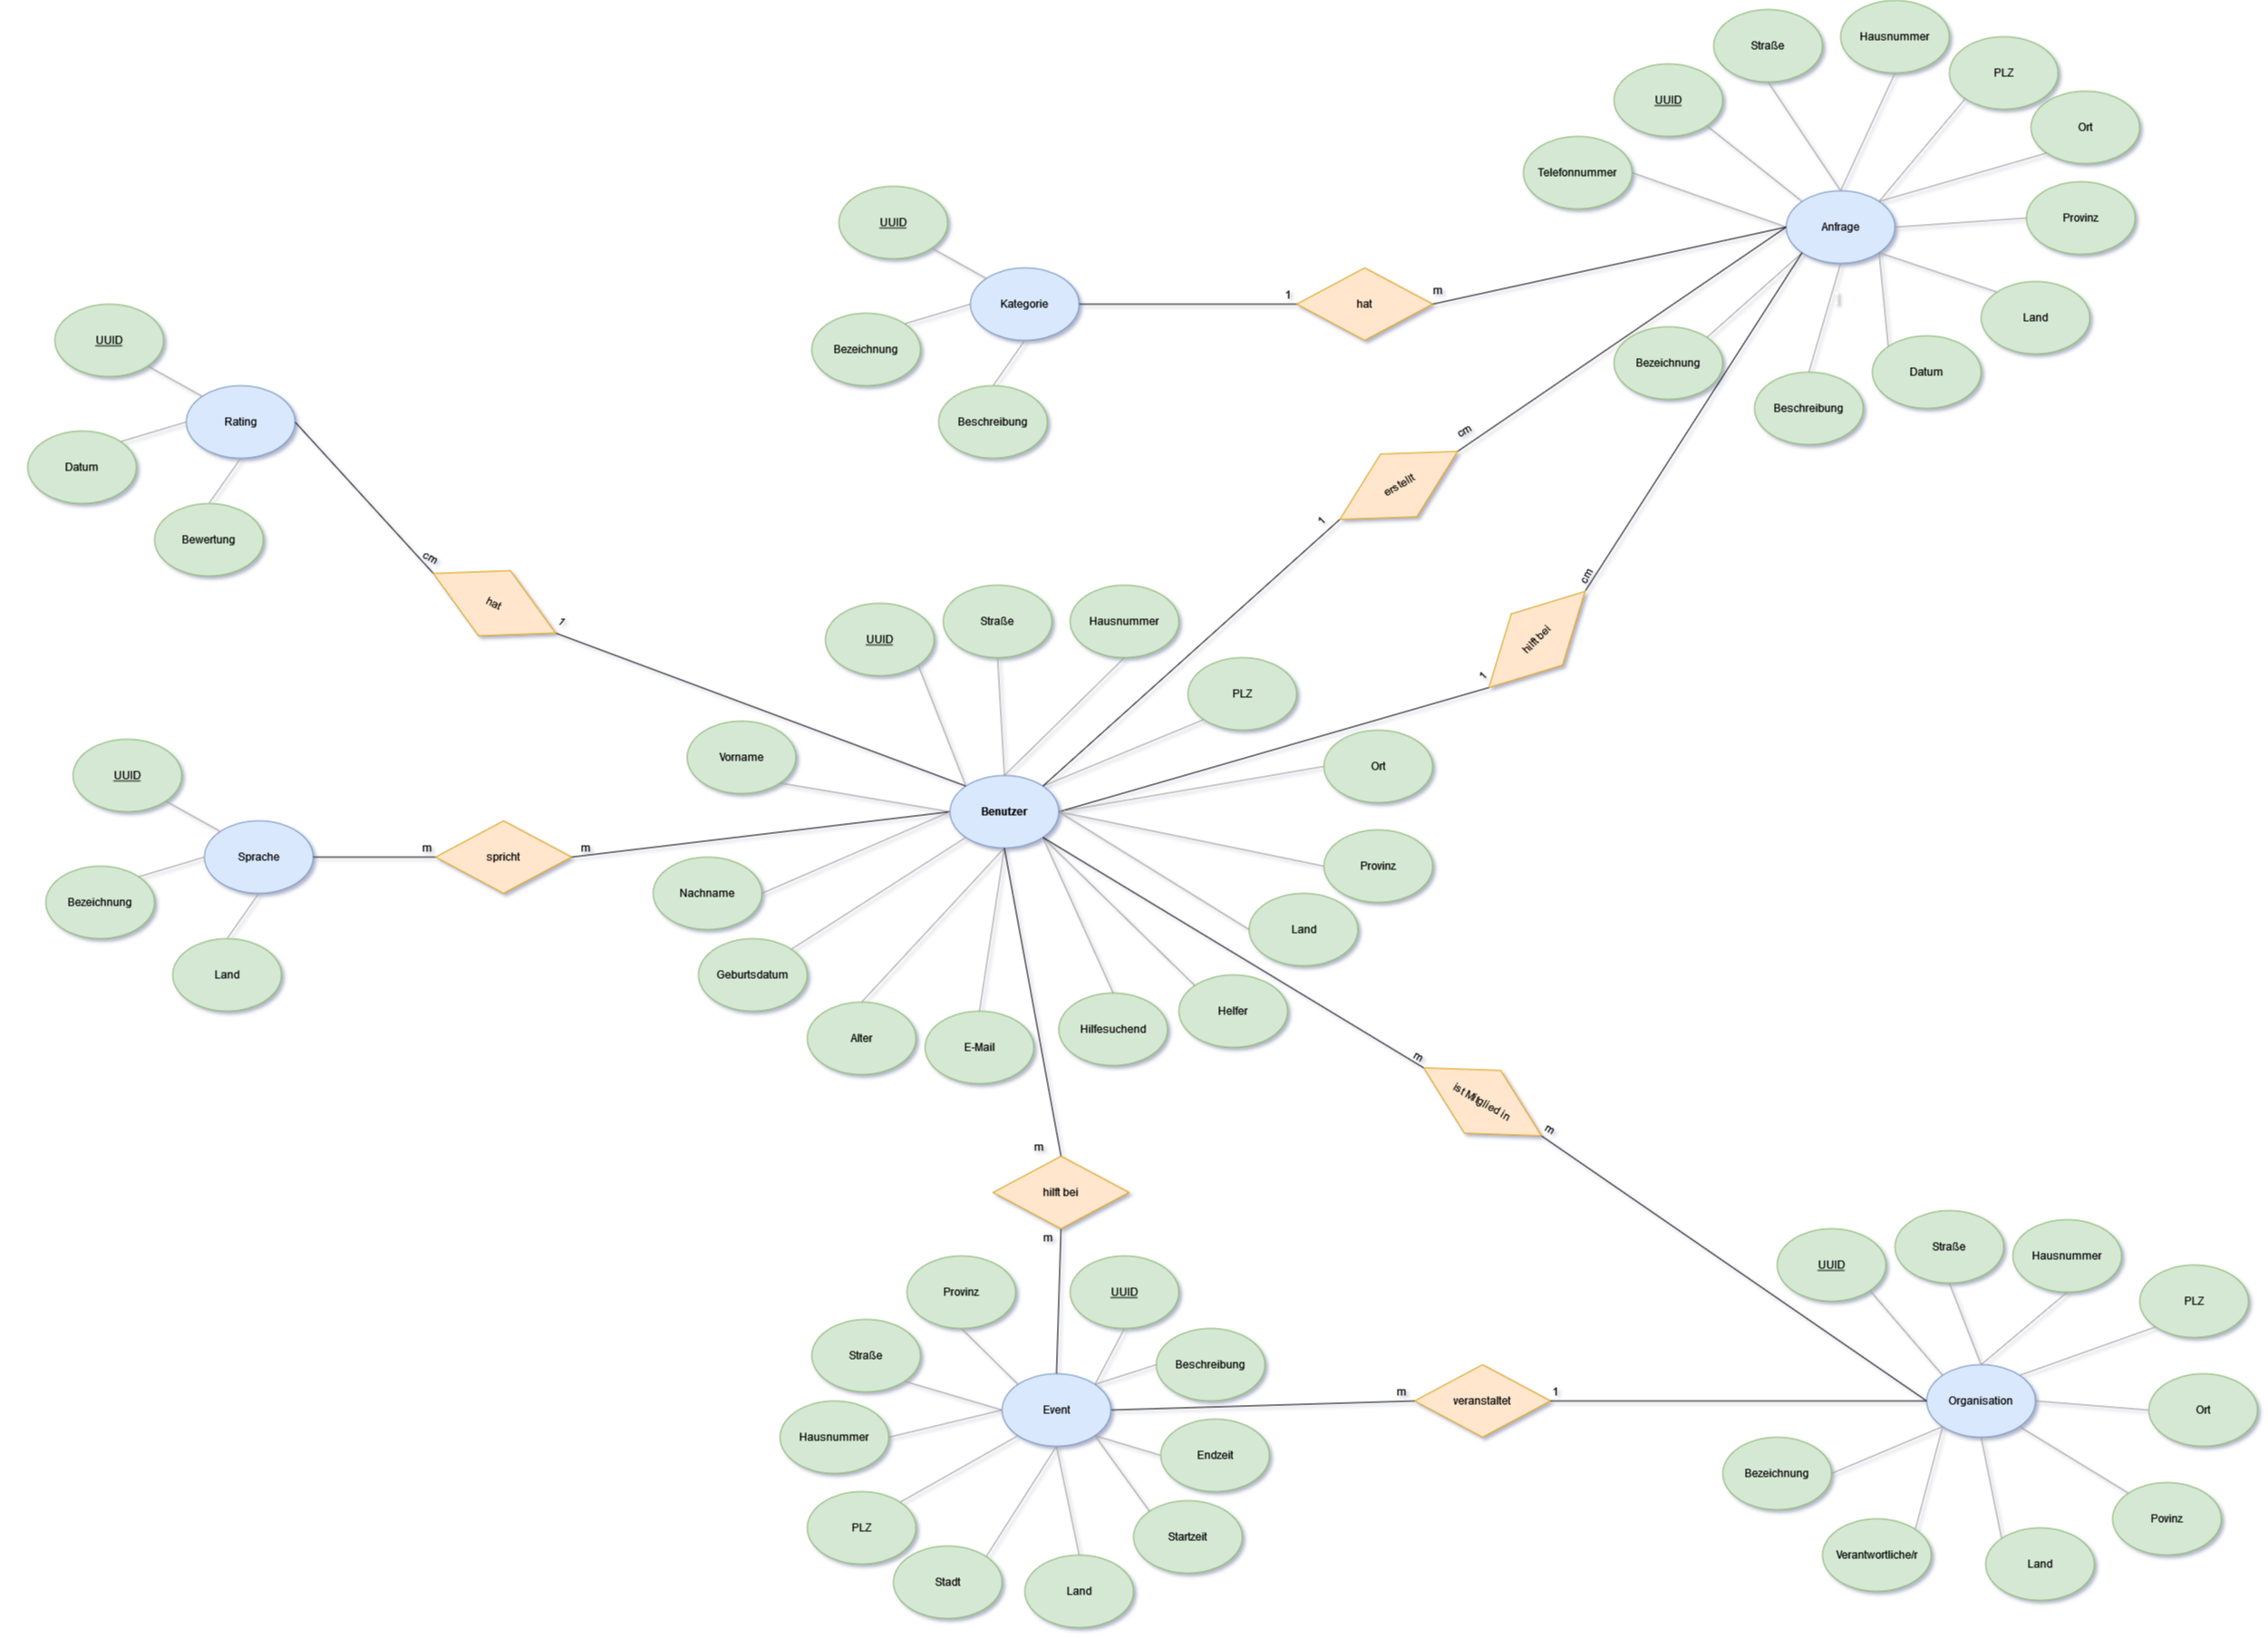 Hausnummer
Straße
PLZ
UUID
Ort
Telefonnummer
Provinz
Anfrage
Land
Bezeichnung
Datum
Beschreibung
UUID
Kategorie
1
hat
m
Bezeichnung
Beschreibung
UUID
Rating
Datum
Bewertung
cm
hat
1
cm
erstellt
1
cm
hilft bei
1
UUID
Straße
Hausnummer
PLZ
Vorname
Ort
Benutzer
Provinz
Nachname
Land
Geburtsdatum
Helfer
Hilfesuchend
Alter
E-Mail
UUID
Sprache
m
spricht
m
Bezeichnung
Land
m
ist Mitglied in
m
m
hilft bei
m
Provinz
UUID
Straße
Beschreibung
Event
m
veranstaltet
1
Hausnummer
Endzeit
PLZ
Startzeit
Stadt
Land
UUID
Straße
Hausnummer
PLZ
Organisation
Ort
Bezeichnung
Povinz
Verantwortliche/r
Land